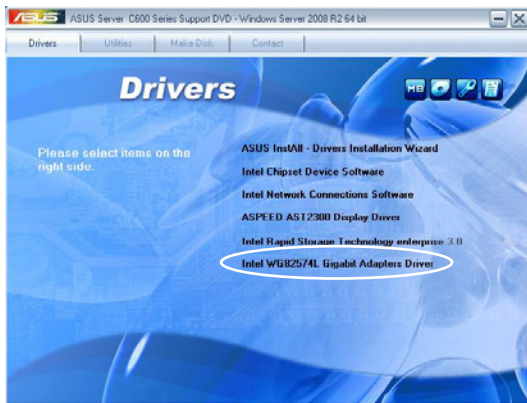 ASUS ASUS Server C600 Series Support DVD - Windows Server 2008 R2 64 bit
Drivers Utilities Make Disk Contact
Drivers
MB
Please select items on the
right side.
ASUS InstAll - Drivers Installation Wizard
Intel Chipset Device Software
Intel Network Connections Software
ASPEED AST2300 Display Driver
Intel Rapid Storage Technology enterprise 3.0
Intel WG82574L Gigabit Adapters Driver